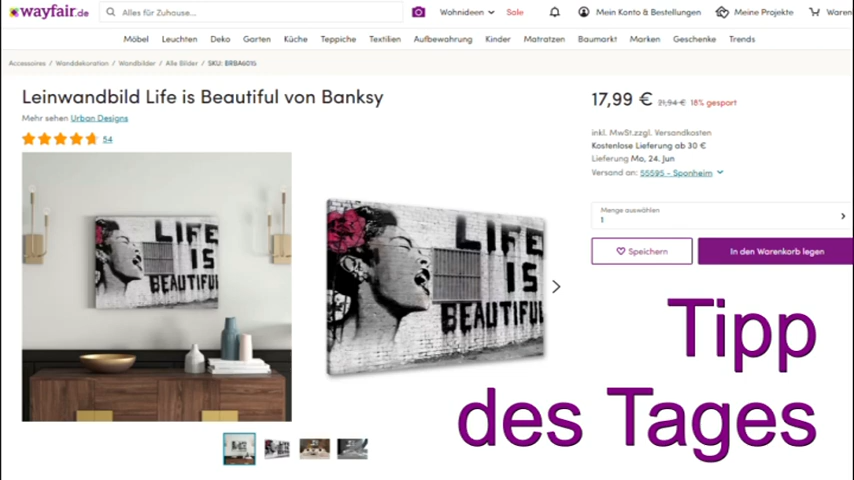 wayfair.de
Alles für Zuhause...
Wohnideen
Sale
Mein Konto & Bestellungen
Meine Projekte
Waren
Möbel Leuchten Deko Garten Küche Teppiche Textilien Aufbewahrung Kinder Matratzen Baumarkt Marken Geschenke Trends
Accessoires / Wanddekoration / Wandbilder / Alle Bilder / SKU: BRBA6015
Leinwandbild Life is Beautiful von Banksy
Mehr sehen Urban Designs
54
17,99 € 21,94 € 18% gespart
inkl. MwSt.zzgl. Versandkosten
Kostenlose Lieferung ab 30 €
Lieferung Mo, 24. Jun
Versand an: 55595 - Sponheim
Menge auswählen
1
Speichern
In den Warenkorb legen
LIFE
IS
BEAUTIFUL
LIFE
IS
BEAUTIFUL
Tipp
des Tages